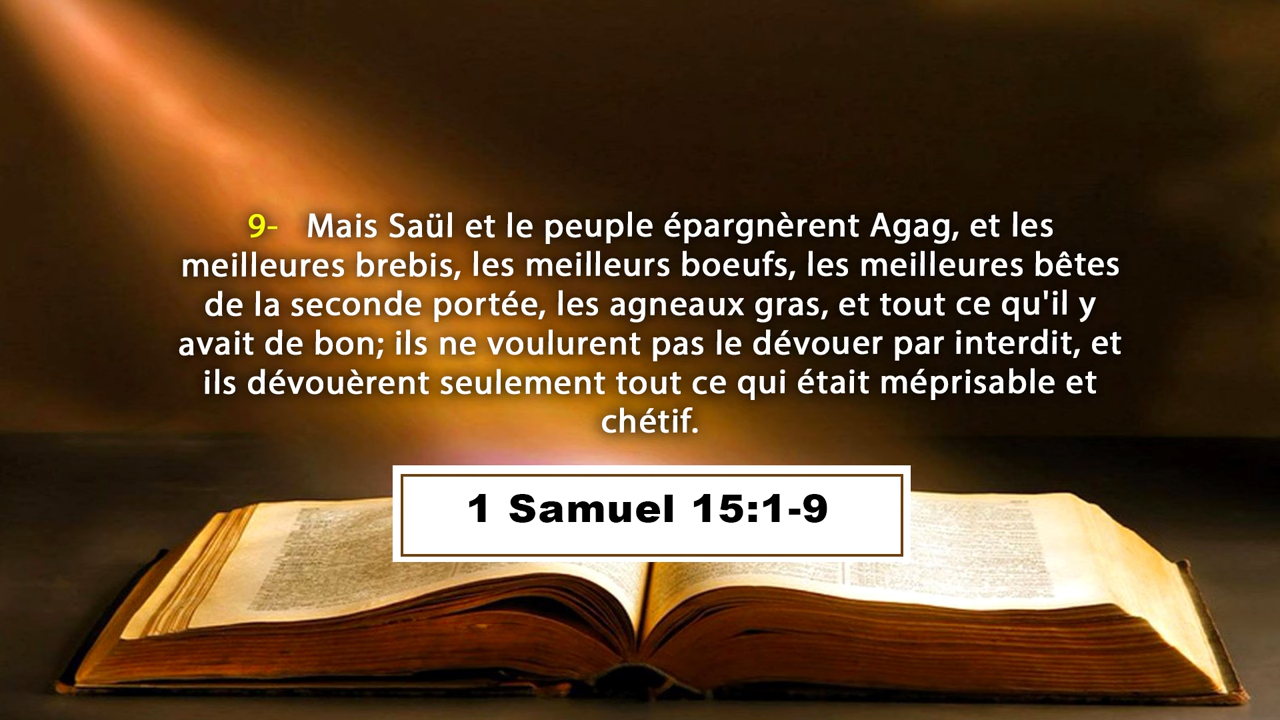 9- Mais Saül et le peuple épargnèrent Agag, et les
meilleures brebis, les meilleurs boeufs, les meilleures bêtes
de la seconde portée, les agneaux gras, et tout ce qu'il y
avait de bon; ils ne voulurent pas le dévouer par interdit, et
ils dévouèrent seulement tout ce qui était méprisable et
chétif.
1 Samuel 15:1-9